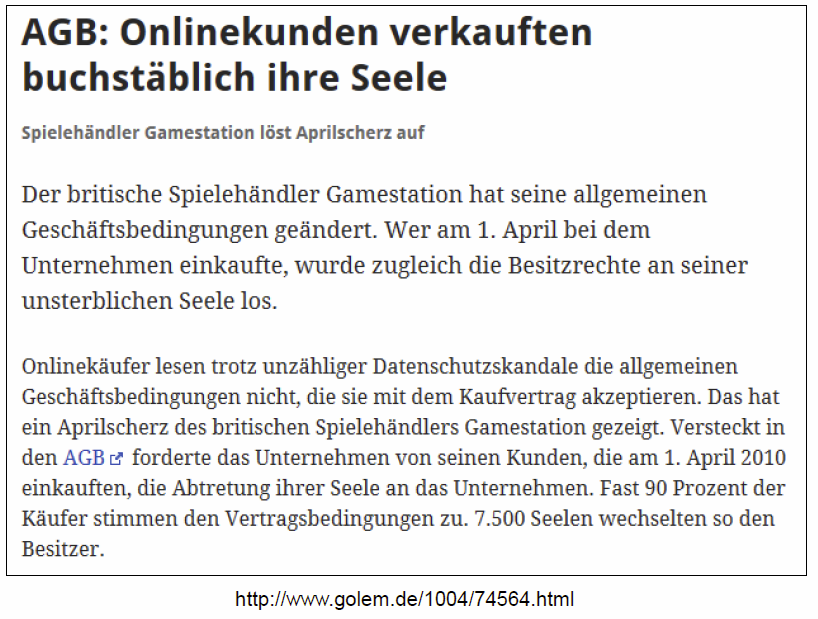 AGB: Onlinekunden verkauften
buchstäblich ihre Seele
Spielehändler Gamestation löst Aprilscherz auf
Der britische Spielehändler Gamestation hat seine allgemeinen
Geschäftsbedingungen geändert. Wer am 1. April bei dem
Unternehmen einkaufte, wurde zugleich die Besitzrechte an seiner
unsterblichen Seele los.
Onlinekäufer lesen trotz unzähliger Datenschutzskandale die allgemeinen
Geschäftsbedingungen nicht, die sie mit dem Kaufvertrag akzeptieren. Das hat
ein Aprilscherz des britischen Spielehändlers Gamestation gezeigt. Versteckt in
den AGB forderte das Unternehmen von seinen Kunden, die am 1. April 2010
einkauften, die Abtretung ihrer Seele an das Unternehmen. Fast 90 Prozent der
Käufer stimmen den Vertragsbedingungen zu. 7.500 Seelen wechselten so den
Besitzer.
http://www.golem.de/1004/74564.html